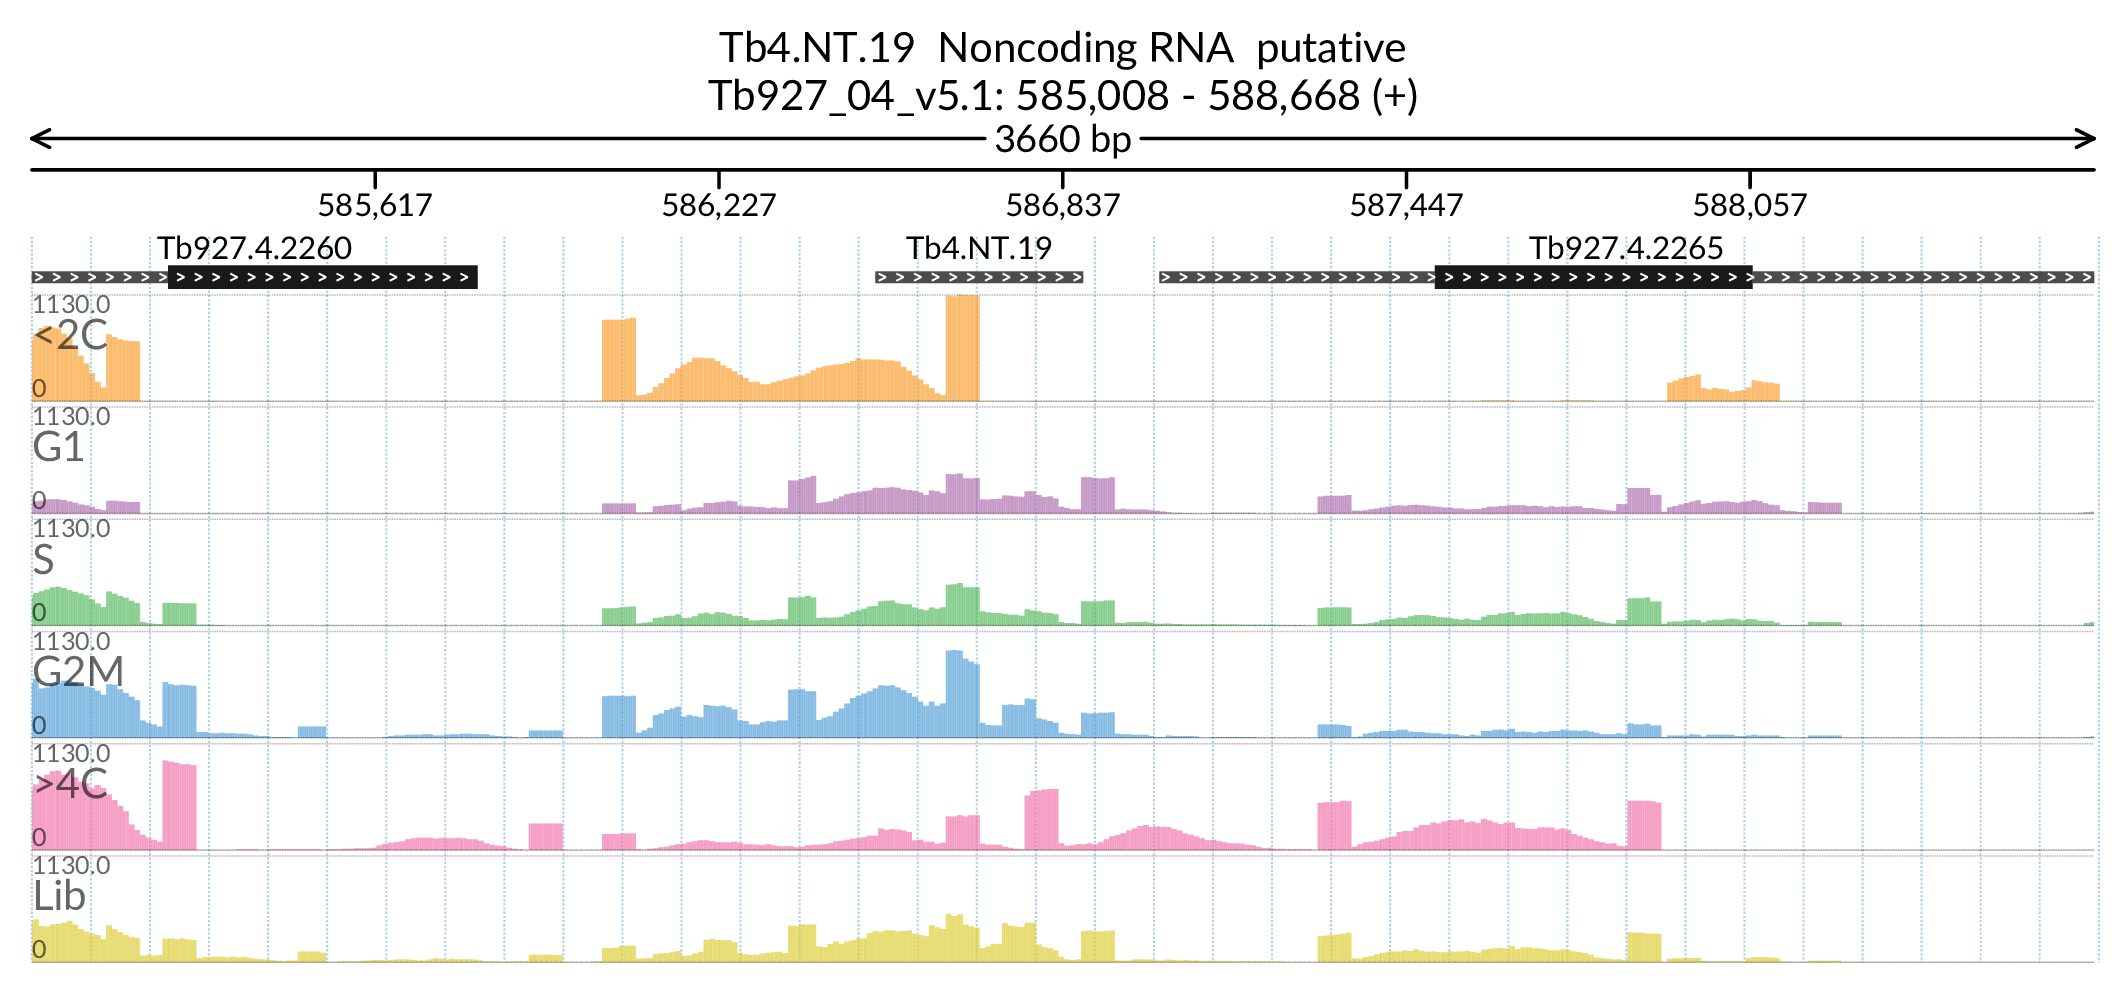 Tb4.NT.19 Noncoding RNA putative
Tb927_04_v5.1: 585,008 - 588,668 (+)
3660 bp
585,617 586,227 586,837 587,447 588,057
Tb927.4.2260 Tb4.NT.19 Tb927.4.2265
1130.0
<2C
0
1130.0
G1
0
1130.0
S
0
1130.0
G2M
0
1130.0
>4C
0
1130.0
Lib
0